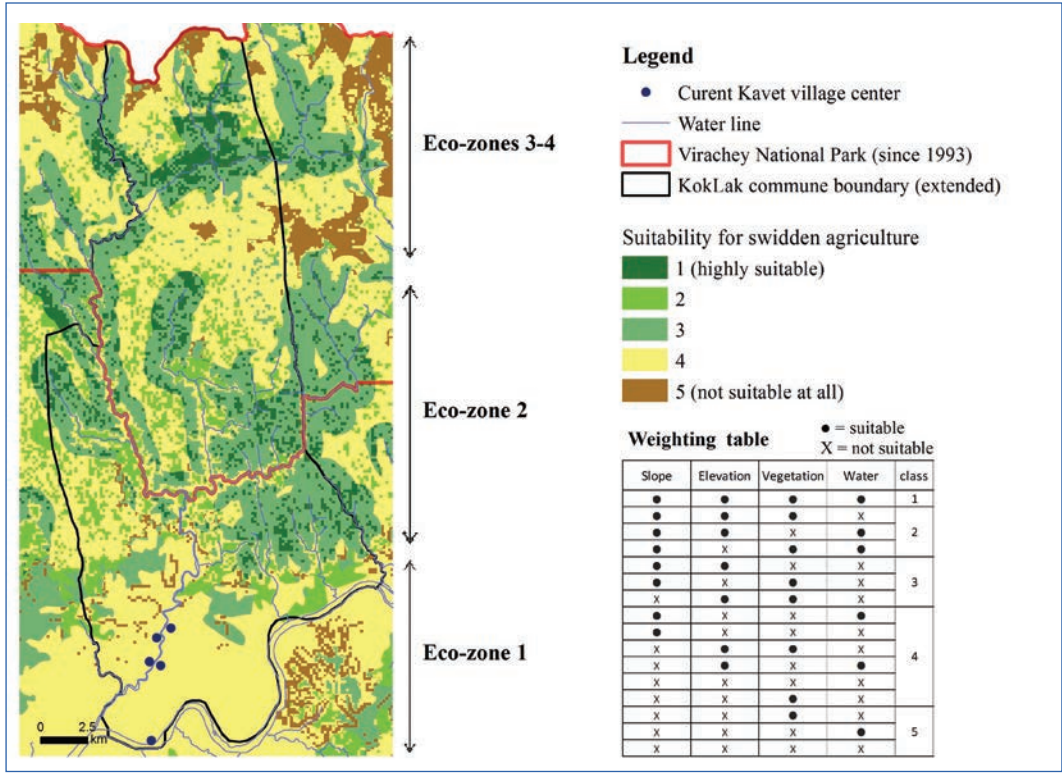 Eco-zones 3-4
Eco-zone 2
Eco-zone 1
0 2.5
km
Legend
Curent Kavet village center
Water line
Virachey National Park (since 1993)
KokLak commune boundary (extended)
Suitability for swidden agriculture
1 (highly suitable)
2
3
4
5 (not suitable at all)
Weighting table
● = suitable
X = not suitable
Slope Elevation Vegetation Water class
● ● ● ● 1
● ● ● X
● ● X ● 2
● X ● ●
● ● X X
● X ● X 3
X ● ● X
● X X ●
● X X X
X ● ● X 4
X ● X ●
X X X X
X X ● X
X X ● X
X X X ● 5
X X X X